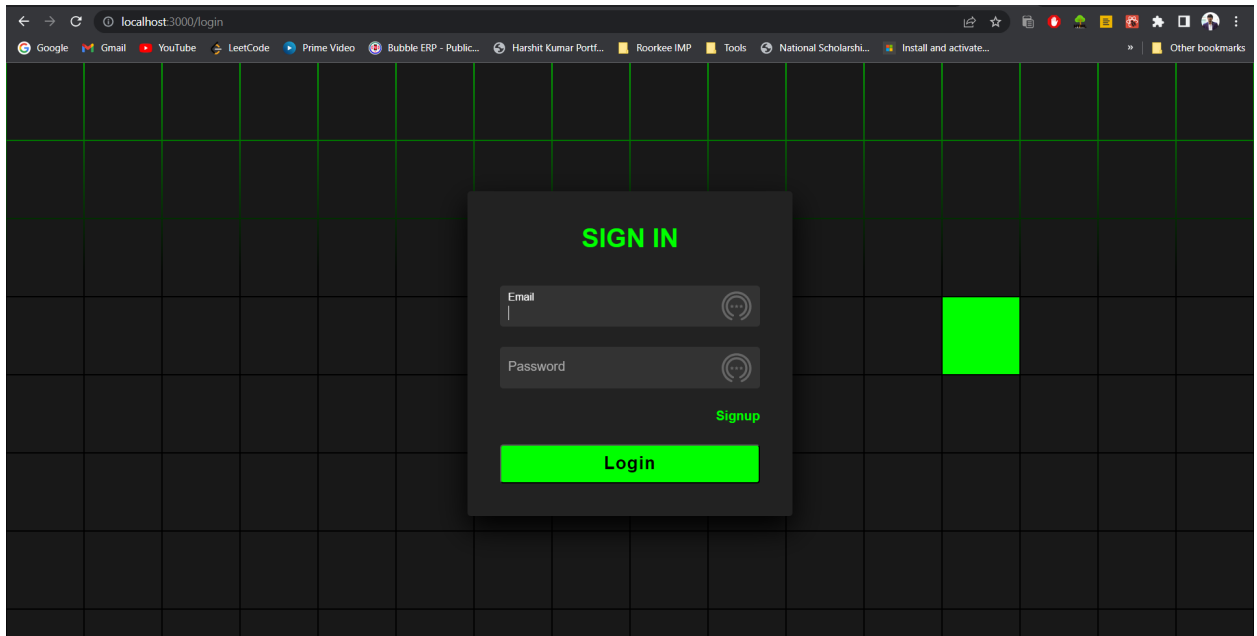 localhost:3000/login
Google Gmail YouTube LeetCode Prime Video Bubble ERP - Public... Harshit Kumar Portf... Roorkee IMP Tools National Scholarshi... Install and activate... » Other bookmarks
SIGN IN
Email
Password
Signup
Login